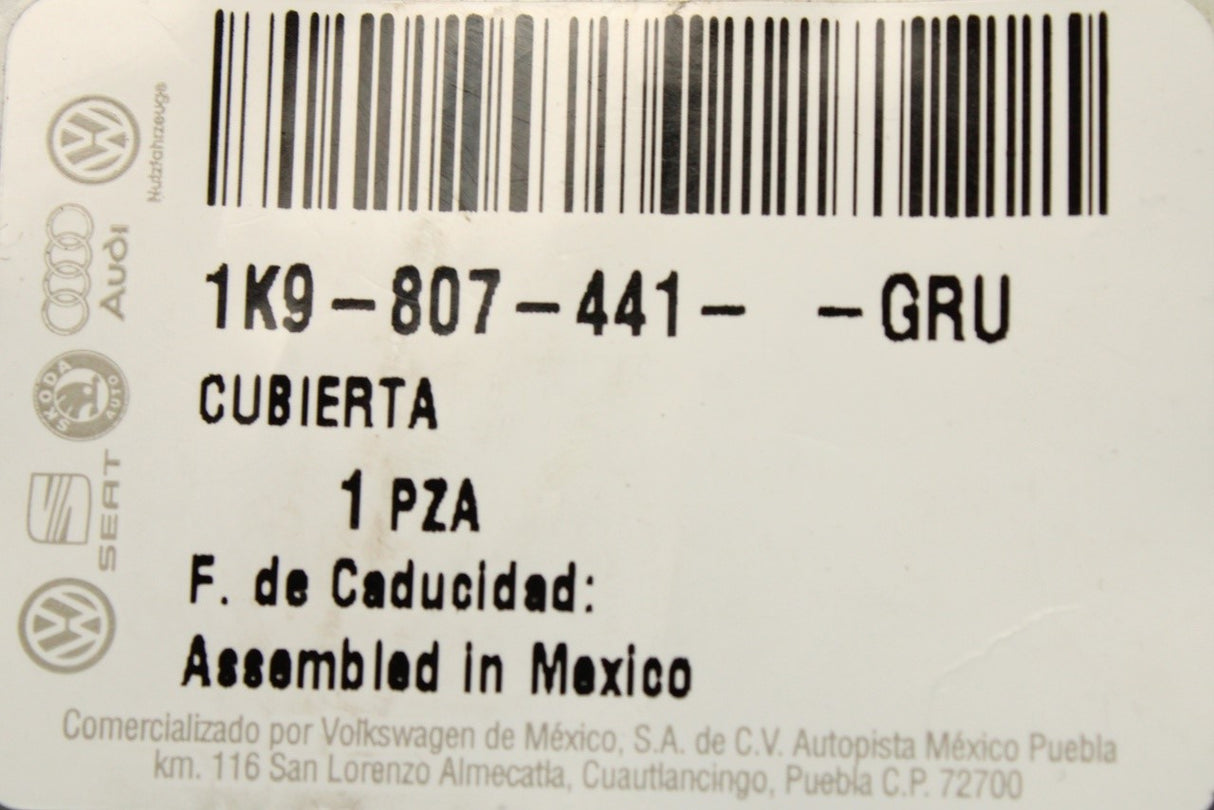 1K9-807-441- -GRU
CUBIERTA
1 PZA
F. de Caducidad:
Assembled in Mexico
Comercializado por Volkswagen de México, S.A. de C.V. Autopista México Puebla
km. 116 San Lorenzo Almecatla, Cuautlancingo, Puebla C.P. 72700
Nutzfahrzeuge
Audi
SKODA AUTO
SEAT